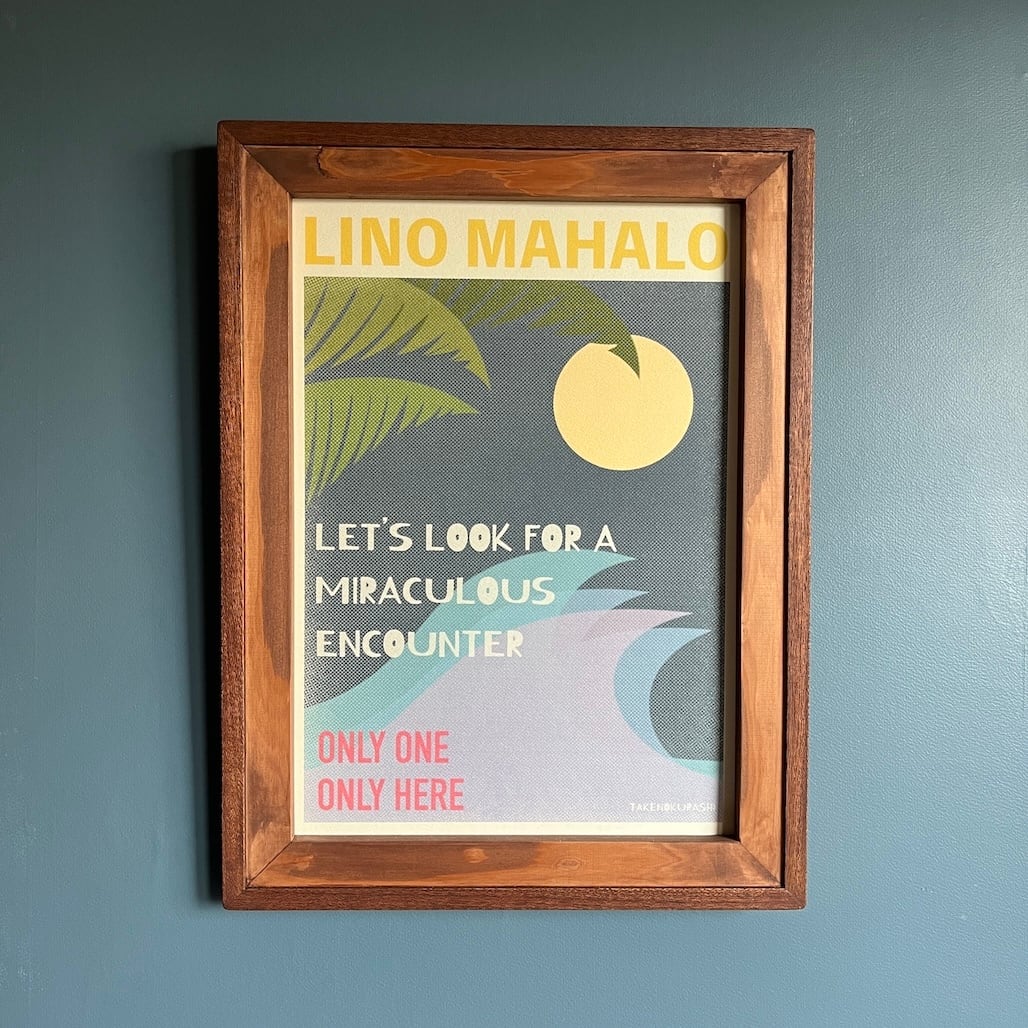 LINO MAHALO
LET'S LOOK FOR A
MIRACULOUS
ENCOUNTER
ONLY ONE
ONLY HERE
TAKENOKURASHI